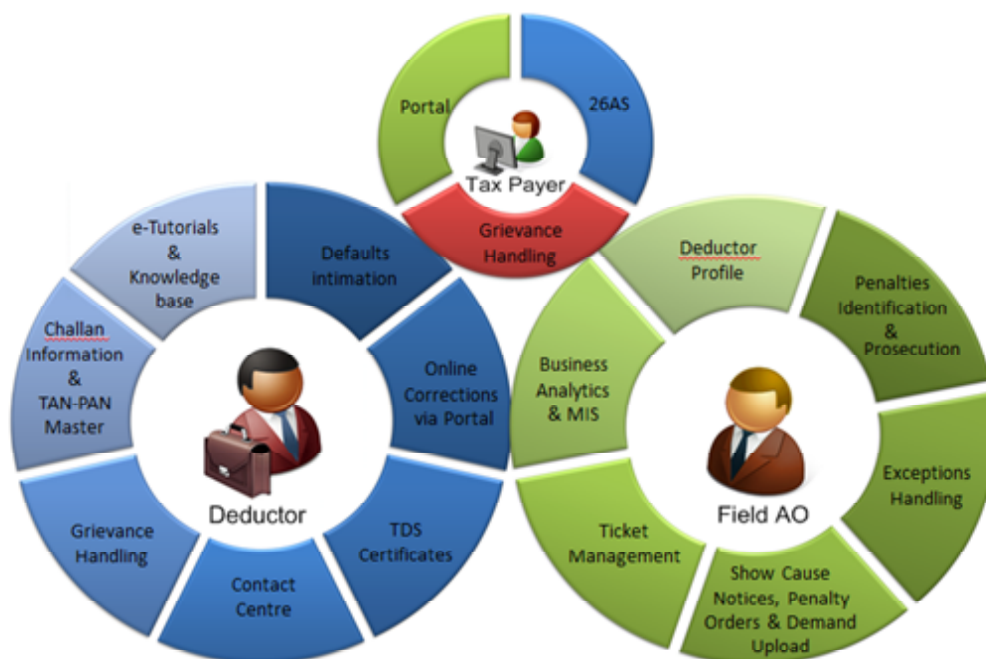 Portal
26AS
Tax Payer
Grievance
Handling
e-Tutorials
&
Knowledge
base
Defaults
intimation
Challan
Information
&
TAN-PAN
Master
Online
Corrections
via Portal
Deductor
Grievance
Handling
TDS
Certificates
Contact
Centre
Deductor
Profile
Penalties
Identification
&
Prosecution
Business
Analytics
& MIS
Exceptions
Handling
Field AO
Ticket
Management
Show Cause
Notices, Penalty
Orders & Demand
Upload